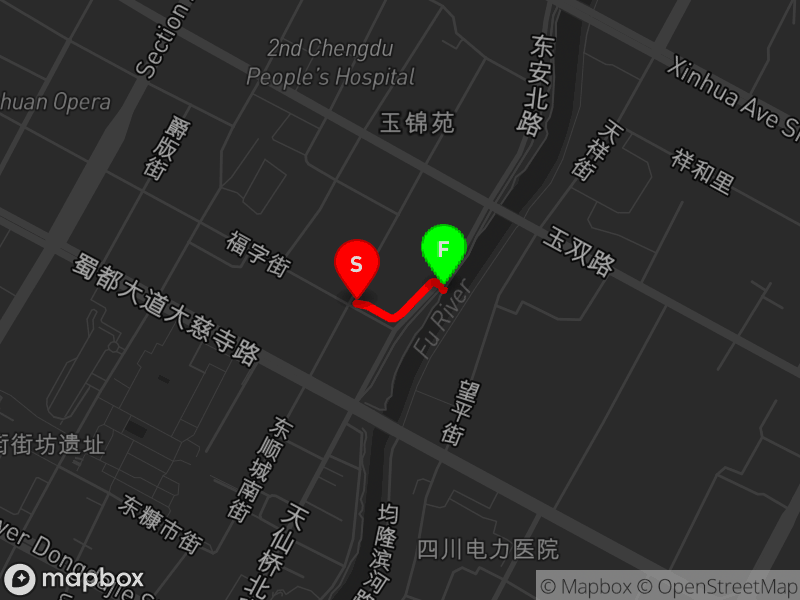 东安北路
Section
2nd Chengdu
People's Hospital
Xinhua Ave S
huan Opera
爵版街
玉锦苑
天祥街
祥和里
福字街
玉双路
S
F
蜀都大道大慈寺路
Fu River
望平街
街坊遗址
东顺城南街
东糠市街
天仙桥北
均隆滨河
四川电力医院
mapbox
© Mapbox © OpenStreetMap